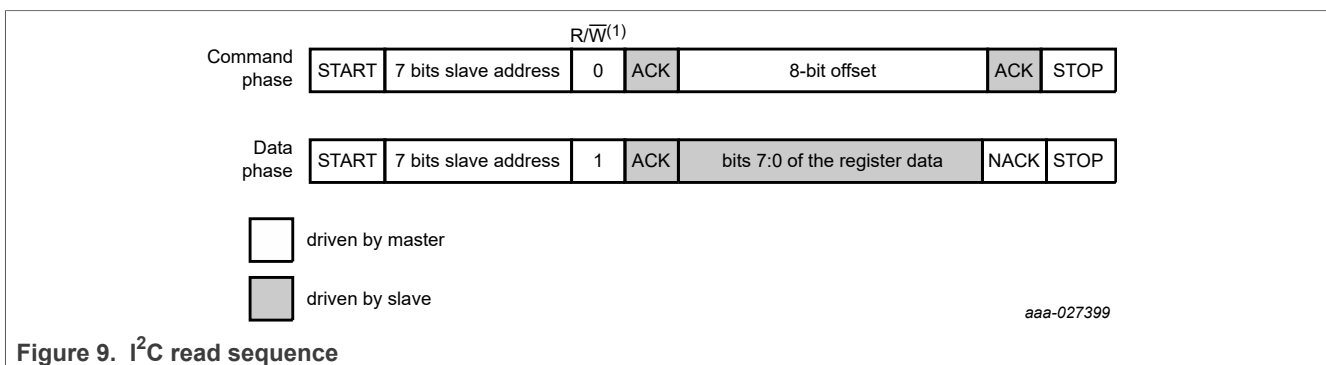 R/W̅(1)
Command phase START 7 bits slave address 0 ACK 8-bit offset ACK STOP
Data phase START 7 bits slave address 1 ACK bits 7:0 of the register data NACK STOP
driven by master
driven by slave
aaa-027399
Figure 9. I2C read sequence